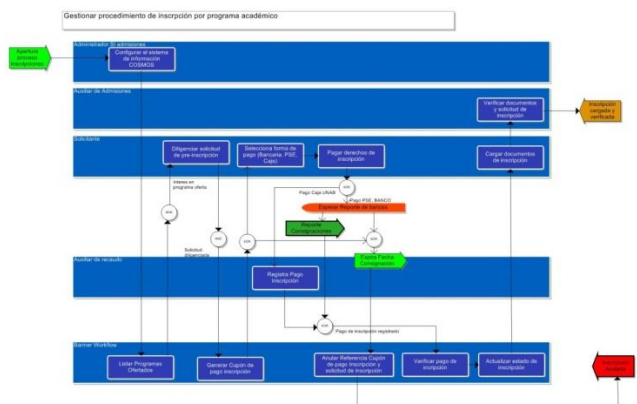 Gestionar procedimiento de inscrpción por programa académico
Administrador SI admisiones
Apertura
proceso
inscripciones
Configurar el sistema
de información
COSMOS
Auxiliar de Admisiones
Verificar documentos
y solicitud de
inscripción
Inscripción
cargada y
verificada
Solicitante
Diligenciar solicitud
de pre-inscripción
Selecciona forma de
pago (Bancaria, PSE,
Caja)
Pagar derechos de
inscripción
Cargar documentos
de inscripción
Interes en
programa oferta
Pago Caja UNAB
Pago PSE, BANCO
Esperar Reporte de bancos
Reporte
Consignaciones
Solicitud
diligenciada
Expira Fecha
Consignación
Auxiliar de recaudo
Registra Pago
Inscripción
Pago de inscripción registrado
Banner Workflow
Listar Programas
Ofertados
Generar Cupón de
pago inscripción
Anular Referencia Cupón
de pago Inscripción y
solicitud de inscripción
Verificar pago de
incripción
Actualizar estado de
inscripción
Inscripción
Anulada